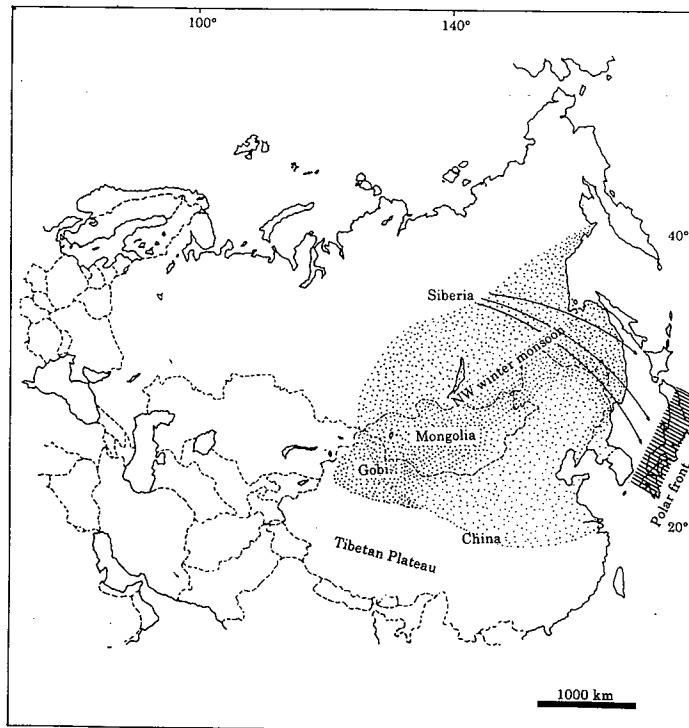 100°
140°
40°
Siberia
NW winter monsoon
Mongolia
Gobi
Polar front
20°
China
Tibetan Plateau
1000 km